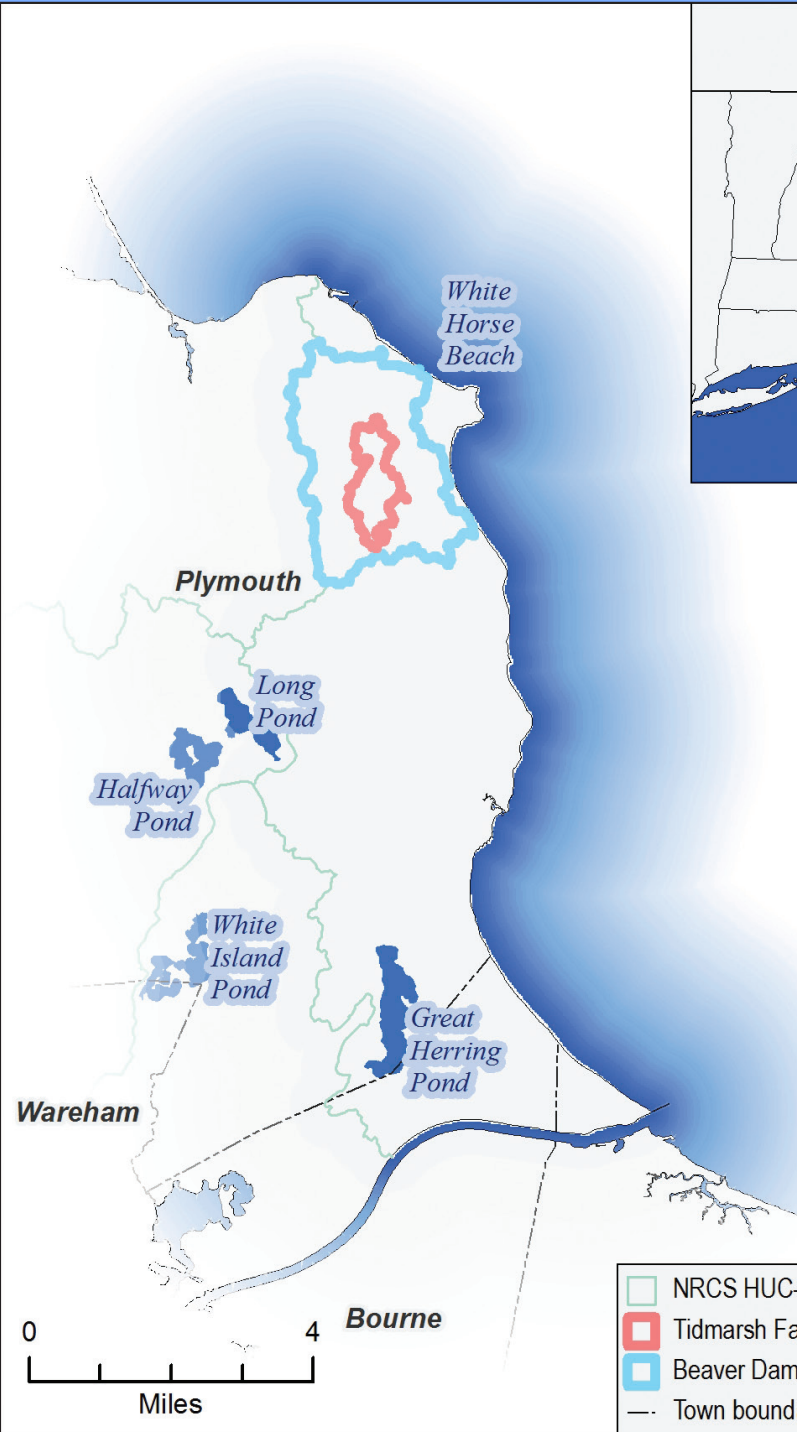 White
Horse
Beach
Plymouth
Long
Pond
Halfway
Pond
White
Island
Pond
Great
Herring
Pond
Wareham
Bourne
0 4
Miles
NRCS HUC-
Tidmarsh Fa
Beaver Dam
Town bound